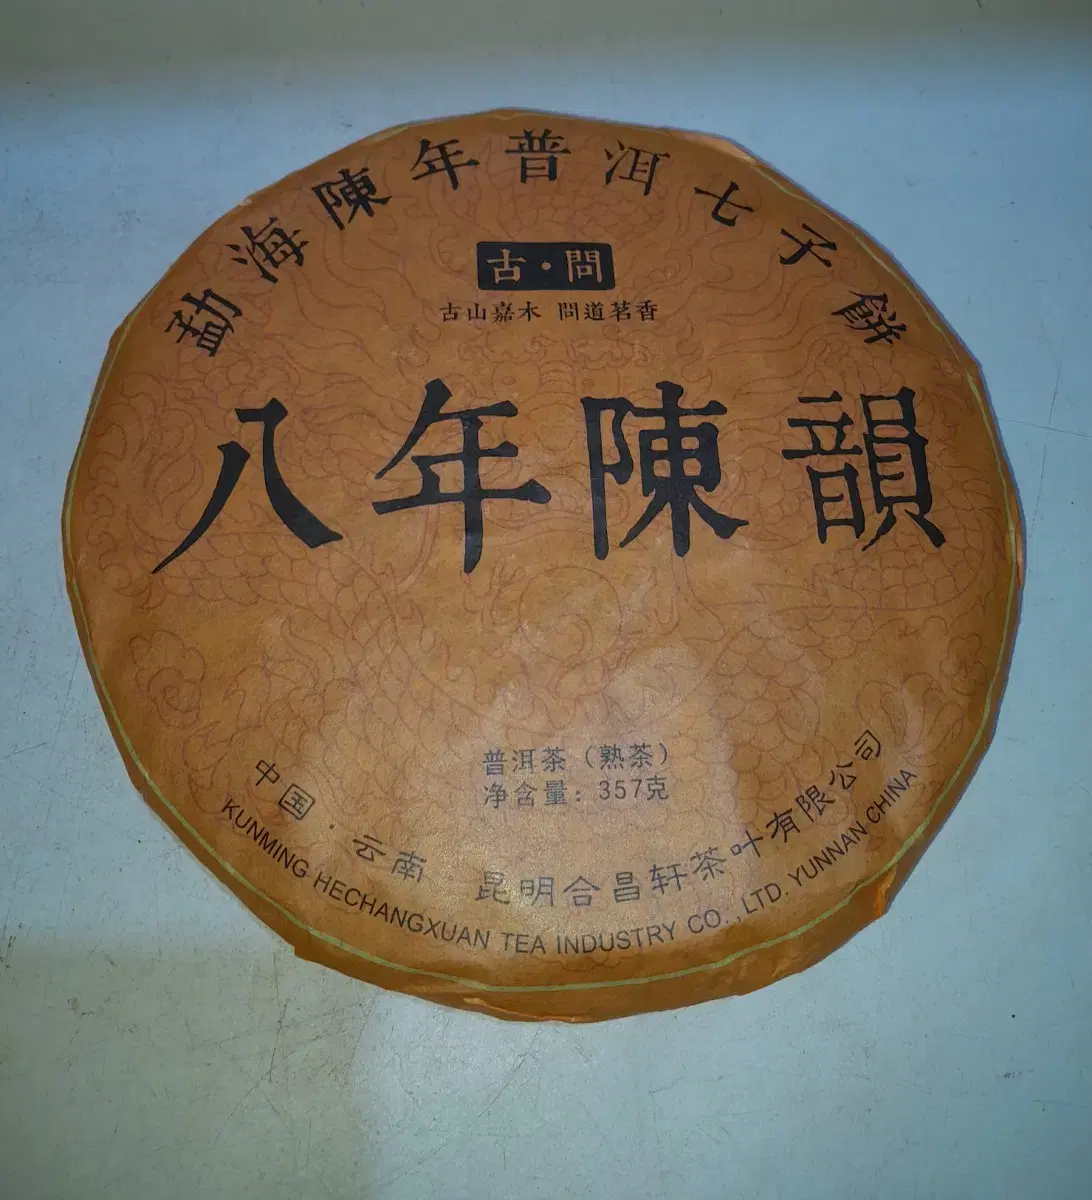 勐海陳年普洱七子餅
古·問
古山嘉木 問道茗香
八年陳韻
普洱茶（熟茶）
净含量：357克
中国·云南·昆明合昌轩茶叶有限公司
KUNMING HECHANGXUAN TEA INDUSTRY CO.,LTD.YUNNAN CHINA